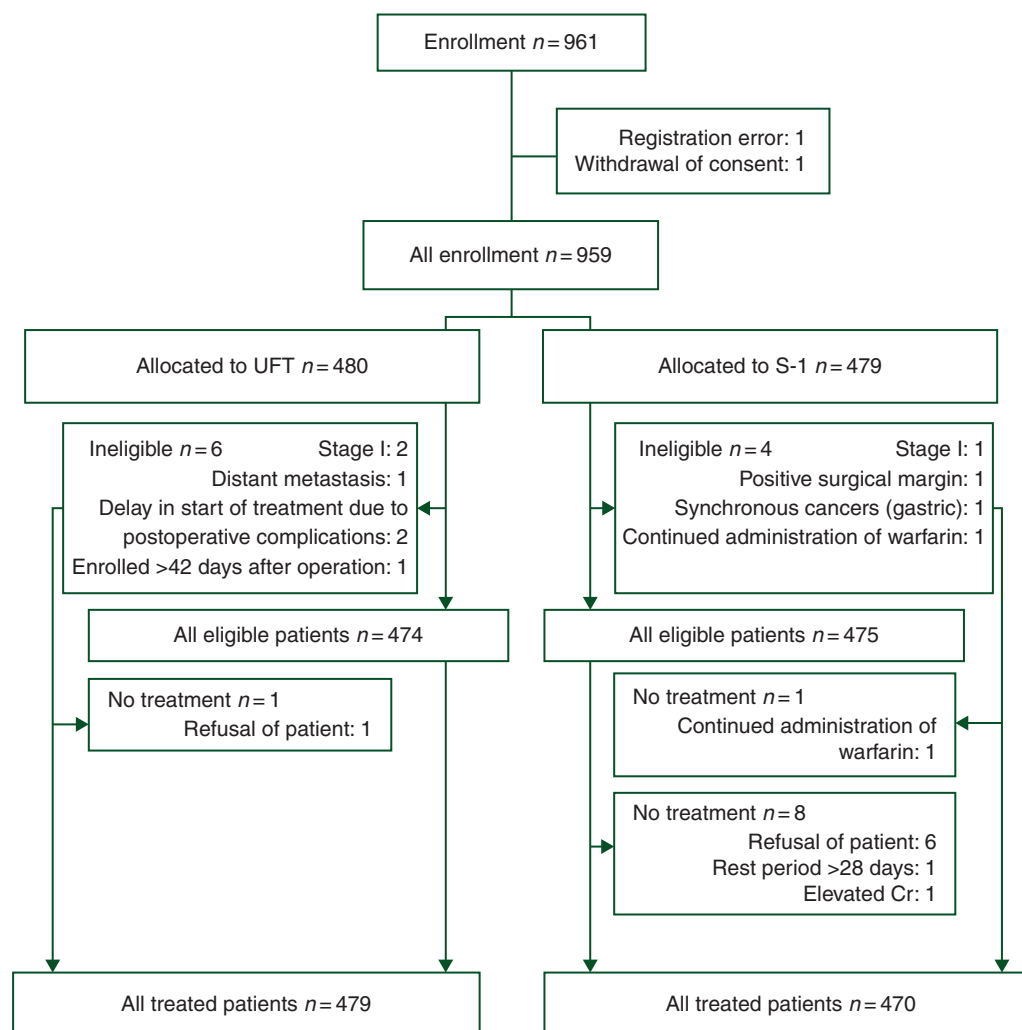 Enrollment n = 961
Registration error: 1
Withdrawal of consent: 1
All enrollment n = 959
Allocated to UFT n = 480
Allocated to S-1 n = 479
Ineligible n = 6 Stage I: 2
Distant metastasis: 1
Delay in start of treatment due to
postoperative complications: 2
Enrolled >42 days after operation: 1
Ineligible n = 4 Stage I: 1
Positive surgical margin: 1
Synchronous cancers (gastric): 1
Continued administration of warfarin: 1
All eligible patients n = 474
All eligible patients n = 475
No treatment n = 1
Refusal of patient: 1
No treatment n = 1
Continued administration of
warfarin: 1
No treatment n = 8
Refusal of patient: 6
Rest period >28 days: 1
Elevated Cr: 1
All treated patients n = 479
All treated patients n = 470